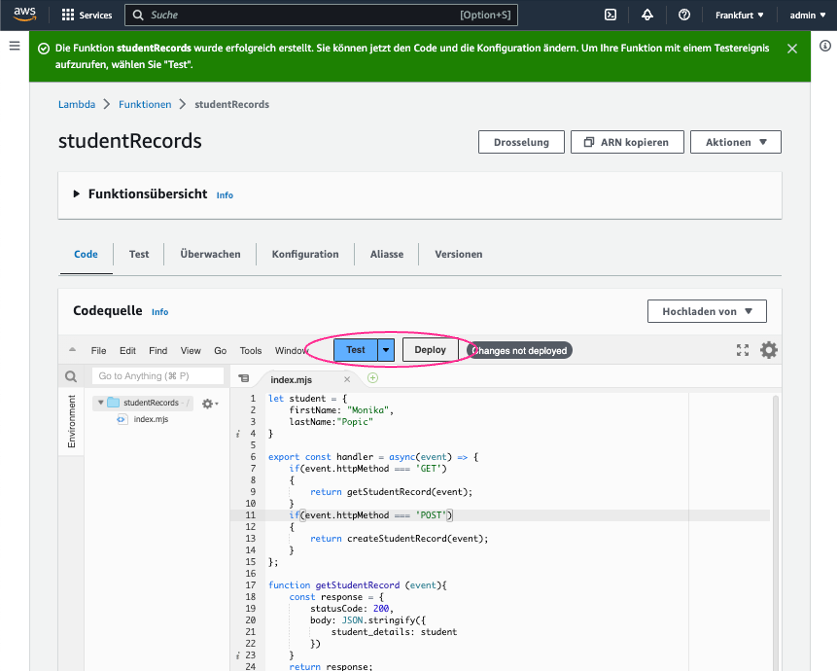 aws Services Suche [Option+S] Frankfurt ▼ admin ▼
Die Funktion studentRecords wurde erfolgreich erstellt. Sie können jetzt den Code und die Konfiguration ändern. Um Ihre Funktion mit einem Testereignis
aufzurufen, wählen Sie "Test".
Lambda > Funktionen > studentRecords
studentRecords
Drosselung ARN kopieren Aktionen ▼
Funktionsübersicht Info
Code Test Überwachen Konfiguration Aliasse Versionen
Codequelle Info
Hochladen von ▼
File Edit Find View Go Tools Window Test Deploy Changes not deployed
Go to Anything (⌘ P)
index.mjs
Environment
studentRecords - /
index.mjs
1 let student = {
2 firstName: "Monika",
3 lastName:"Popic"
4 }
5
6 export const handler = async(event) => {
7 if(event.httpMethod === 'GET')
8 {
9 return getStudentRecord(event);
10 }
11 if(event.httpMethod === 'POST')
12 {
13 return createStudentRecord(event);
14 }
15 };
16
17 function getStudentRecord (event){
18 const response = {
19 statusCode: 200,
20 body: JSON.stringify({
21 student_details: student
22 })
23 }
24 return response;